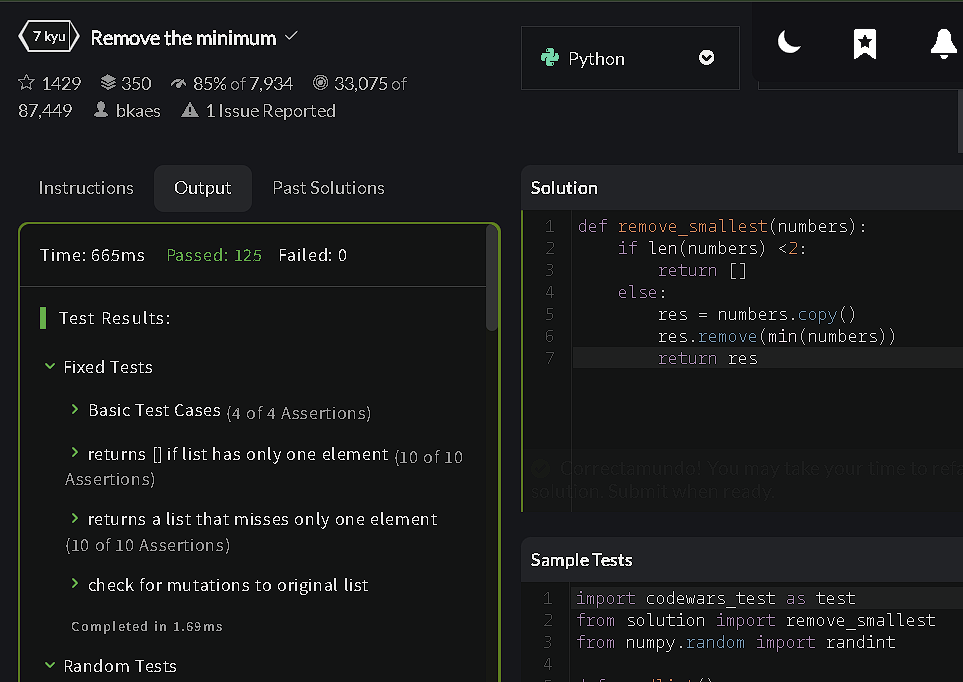 7 kyu Remove the minimum
1429 350 85% of 7,934 33,075 of
87,449 bkaes 1 Issue Reported
Python
Instructions Output Past Solutions
Time: 665ms Passed: 125 Failed: 0
Test Results:
Fixed Tests
Basic Test Cases (4 of 4 Assertions)
returns [] if list has only one element (10 of 10
Assertions)
returns a list that misses only one element
(10 of 10 Assertions)
check for mutations to original list
Completed in 1.69ms
Random Tests
Solution
1 def remove_smallest(numbers):
2     if len(numbers) <2:
3         return []
4     else:
5         res = numbers.copy()
6         res.remove(min(numbers))
7         return res
Correctamundo! You may take your time to rela
solution. Submit when ready.
Sample Tests
1 import codewars_test as test
2 from solution import remove_smallest
3 from numpy.random import randint
4